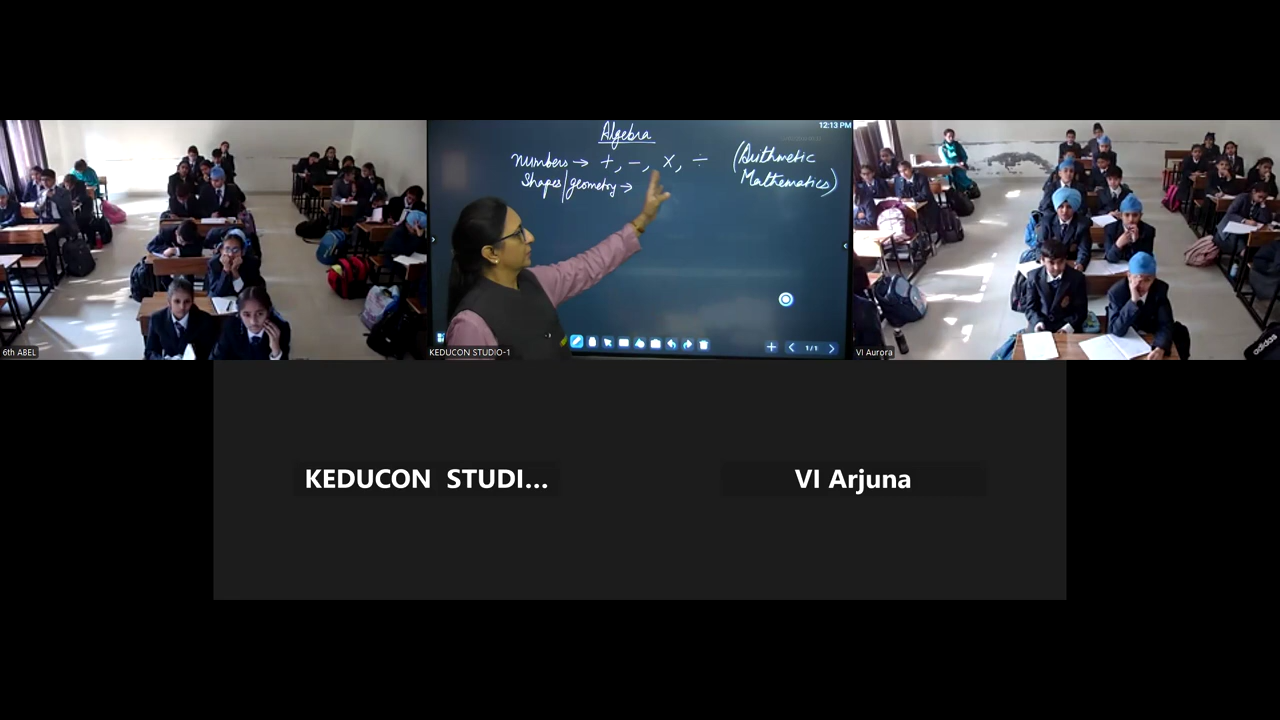 12:13 PM
Algebra
Numbers → +, -, ×, ÷ (Arithmetic
Shapes/geometry → Mathematics)
6th ABEL
KEDUCON STUDIO-1
1/1
VI Aurora
adidas
KEDUCON STUDI...
VI Arjuna